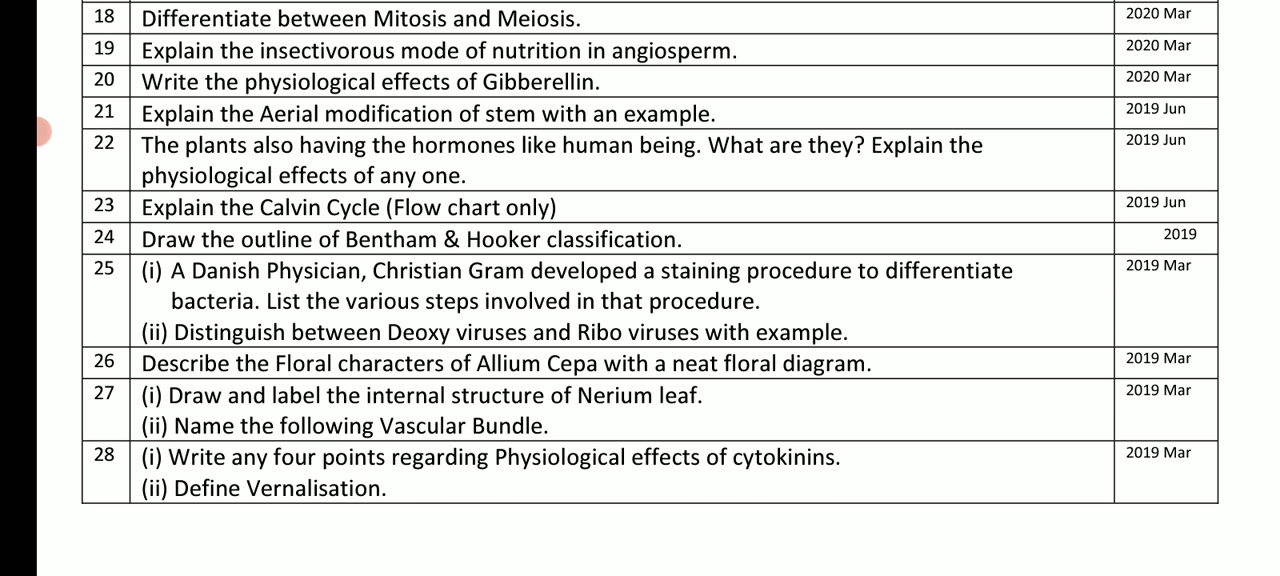 18 Differentiate between Mitosis and Meiosis. 2020 Mar
19 Explain the insectivorous mode of nutrition in angiosperm. 2020 Mar
20 Write the physiological effects of Gibberellin. 2020 Mar
21 Explain the Aerial modification of stem with an example. 2019 Jun
22 The plants also having the hormones like human being. What are they? Explain the 2019 Jun
physiological effects of any one.
23 Explain the Calvin Cycle (Flow chart only) 2019 Jun
24 Draw the outline of Bentham & Hooker classification. 2019
25 (i) A Danish Physician, Christian Gram developed a staining procedure to differentiate 2019 Mar
bacteria. List the various steps involved in that procedure.
(ii) Distinguish between Deoxy viruses and Ribo viruses with example.
26 Describe the Floral characters of Allium Cepa with a neat floral diagram. 2019 Mar
27 (i) Draw and label the internal structure of Nerium leaf. 2019 Mar
(ii) Name the following Vascular Bundle.
28 (i) Write any four points regarding Physiological effects of cytokinins. 2019 Mar
(ii) Define Vernalisation.